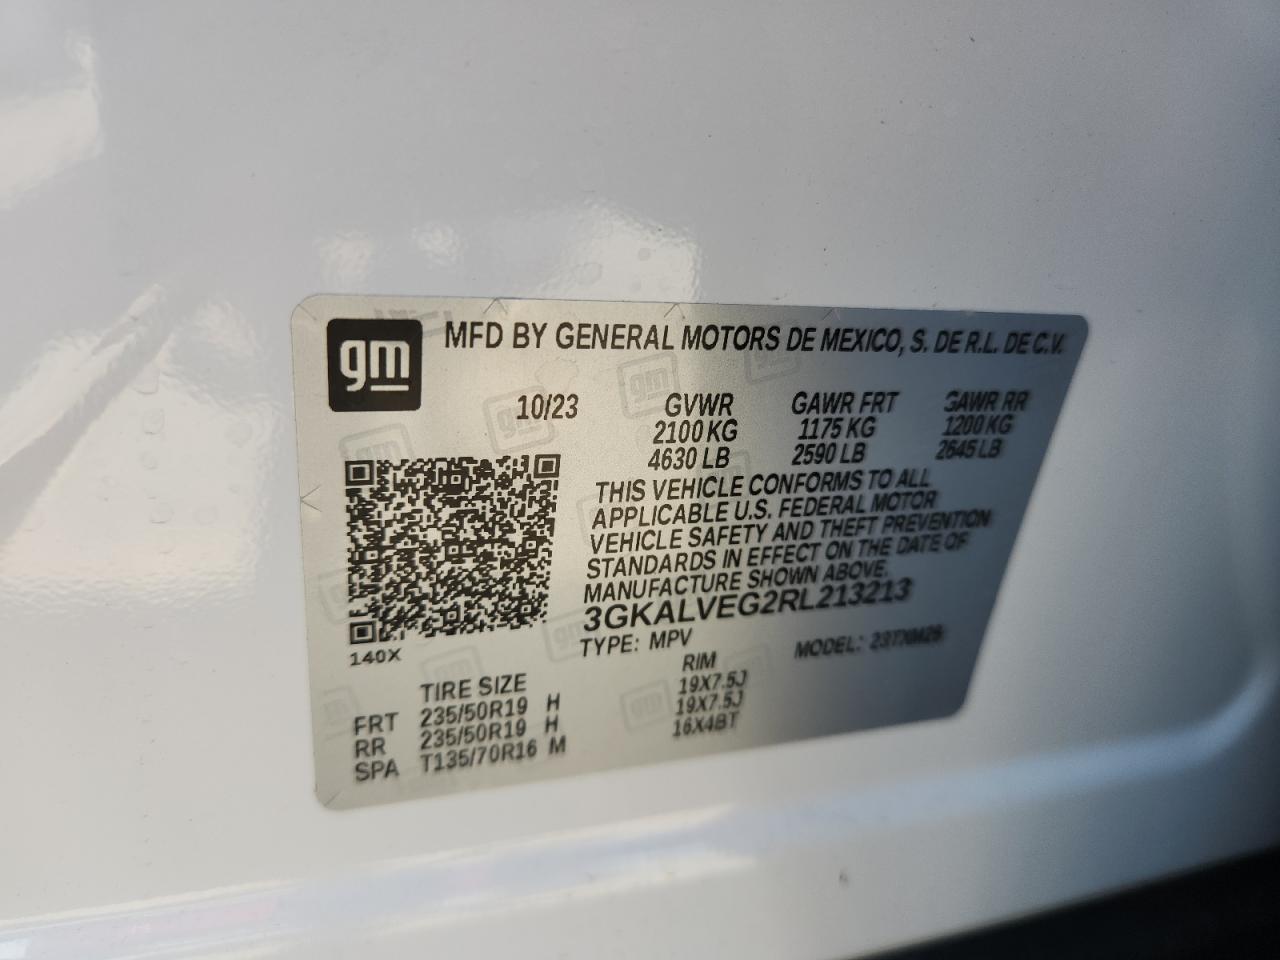 gm
MFD BY GENERAL MOTORS DE MEXICO, S. DE R.L. DE C.V.
10/23 GVWR GAWR FRT GAWR RR
2100 KG 1175 KG 1200 KG
4630 LB 2590 LB 2645 LB
THIS VEHICLE CONFORMS TO ALL
APPLICABLE U.S. FEDERAL MOTOR
VEHICLE SAFETY AND THEFT PREVENTION
STANDARDS IN EFFECT ON THE DATE OF
MANUFACTURE SHOWN ABOVE.
3GKALVEG2RL213213
TYPE: MPV MODEL:
140X
TIRE SIZE RIM
FRT 235/50R19 H 19X7.5J
RR 235/50R19 H 19X7.5J
SPA T135/70R16 M 16X4BT